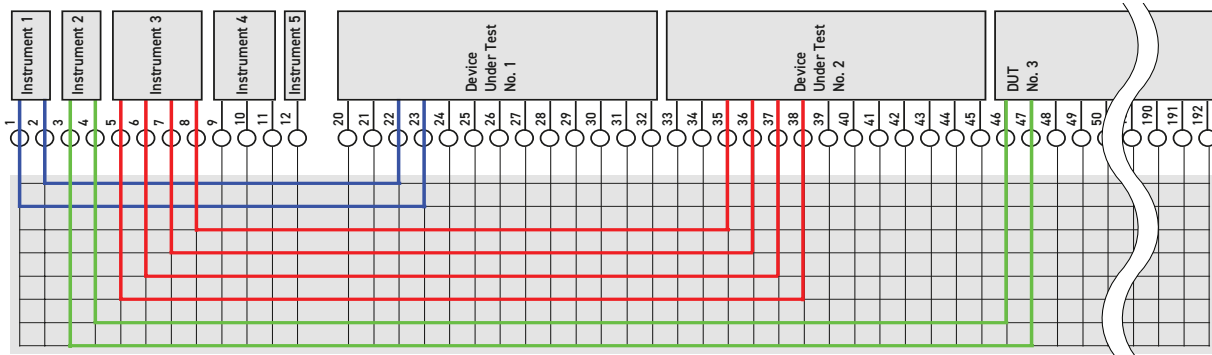 Instrument 1
Instrument 2
Instrument 3
Instrument 4
Instrument 5
Device
Under Test
No. 1
Device
Under Test
No. 2
DUT
No. 3
1 2 3 4 5 6 7 8 9 10 11 12 20 21 22 23 24 25 26 27 28 29 30 31 32 33 34 35 36 37 38 39 40 41 42 43 44 45 46 47 48 49 50 190 191 192